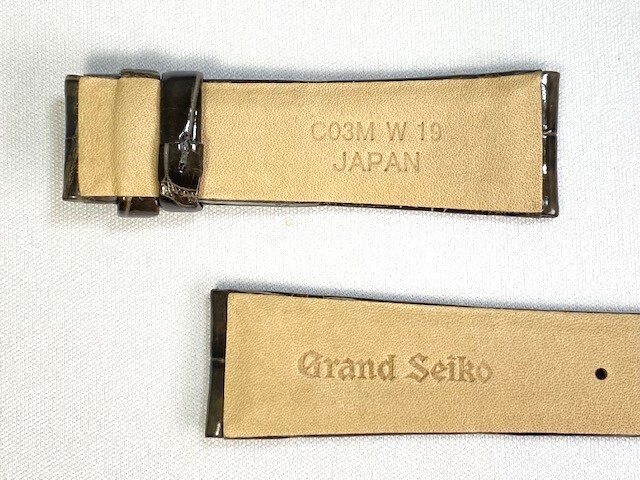 C03M W 19
JAPAN
Grand Seiko